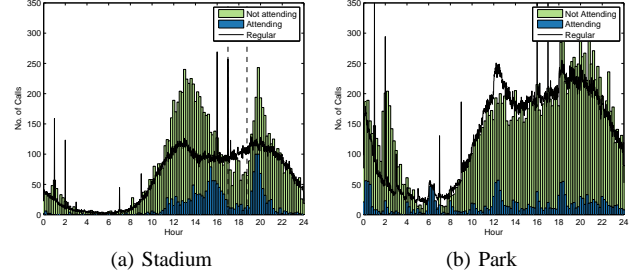 350
300
250
200
150
100
50
0
No. of Calls
Not attending
Attending
Regular
0 2 4 6 8 10 12 14 16 18 20 22 24
Hour
(a) Stadium
350
300
250
200
150
100
50
0
No. of Calls
Not Attending
Attending
Regular
0 2 4 6 8 10 12 14 16 18 20 22 24
Hour
(b) Park